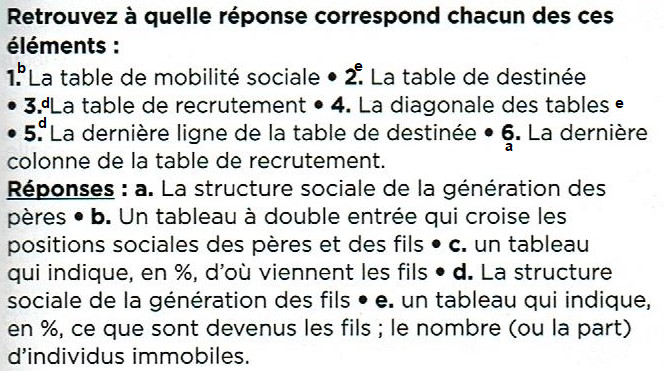 Retrouvez à quelle réponse correspond chacun des ces
éléments :
1.b La table de mobilité sociale • 2.e La table de destinée
• 3.d La table de recrutement • 4. La diagonale des tables e
• 5.d La dernière ligne de la table de destinée • 6. La dernière
a
colonne de la table de recrutement.
Réponses : a. La structure sociale de la génération des
pères • b. Un tableau à double entrée qui croise les
positions sociales des pères et des fils • c. un tableau
qui indique, en %, d'où viennent les fils • d. La structure
sociale de la génération des fils • e. un tableau qui indique,
en %, ce que sont devenus les fils ; le nombre (ou la part)
d'individus immobiles.